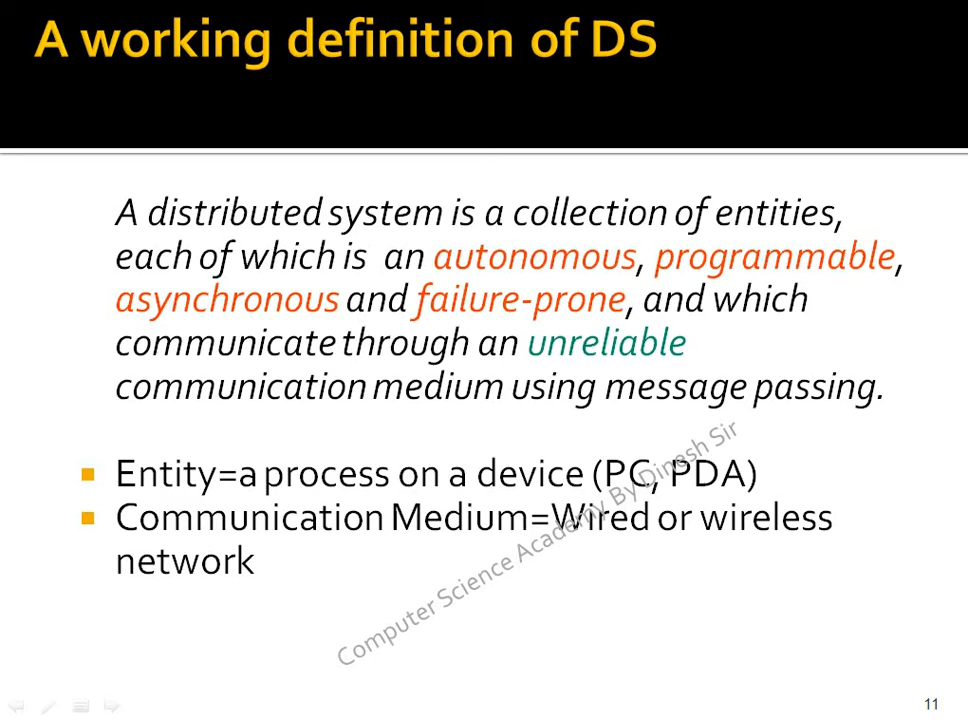 A working definition of DS
A distributed system is a collection of entities,
each of which is an autonomous, programmable,
asynchronous and failure-prone, and which
communicate through an unreliable
communication medium using message passing.
Entity=a process on a device (PC, PDA)
Communication Medium=Wired or wireless
network
Computer Science Academy By Dinesh Sir
11